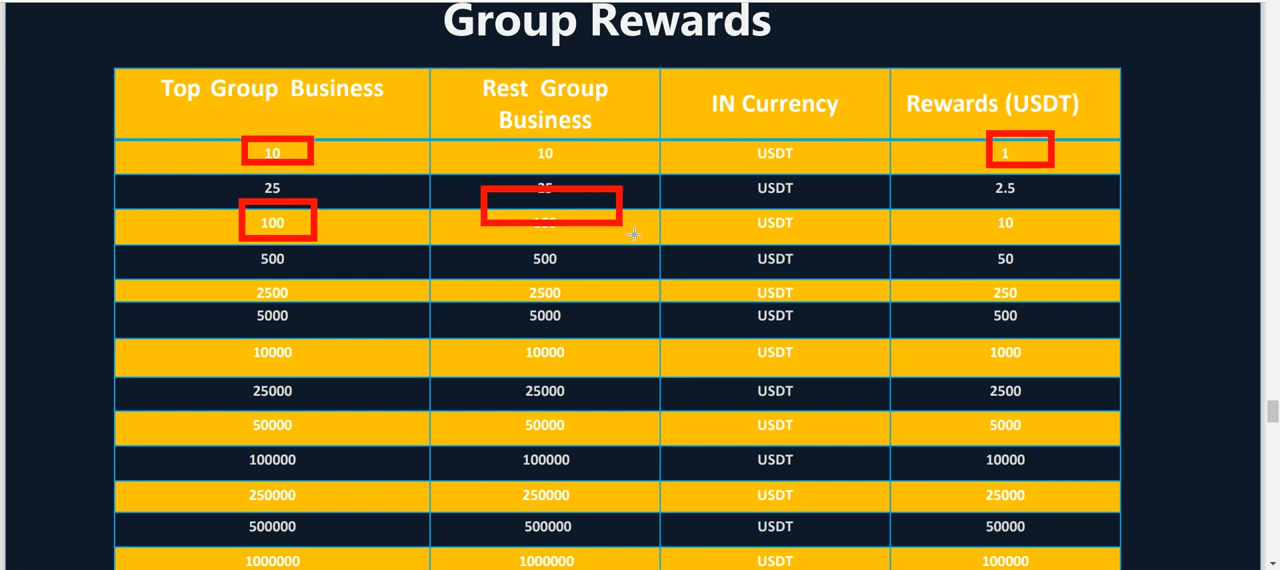 Group Rewards
Top Group Business Rest Group Business IN Currency Rewards (USDT)
10 10 USDT 1
25 25 USDT 2.5
100 100 USDT 10
500 500 USDT 50
2500 2500 USDT 250
5000 5000 USDT 500
10000 10000 USDT 1000
25000 25000 USDT 2500
50000 50000 USDT 5000
100000 100000 USDT 10000
250000 250000 USDT 25000
500000 500000 USDT 50000
1000000 1000000 USDT 100000